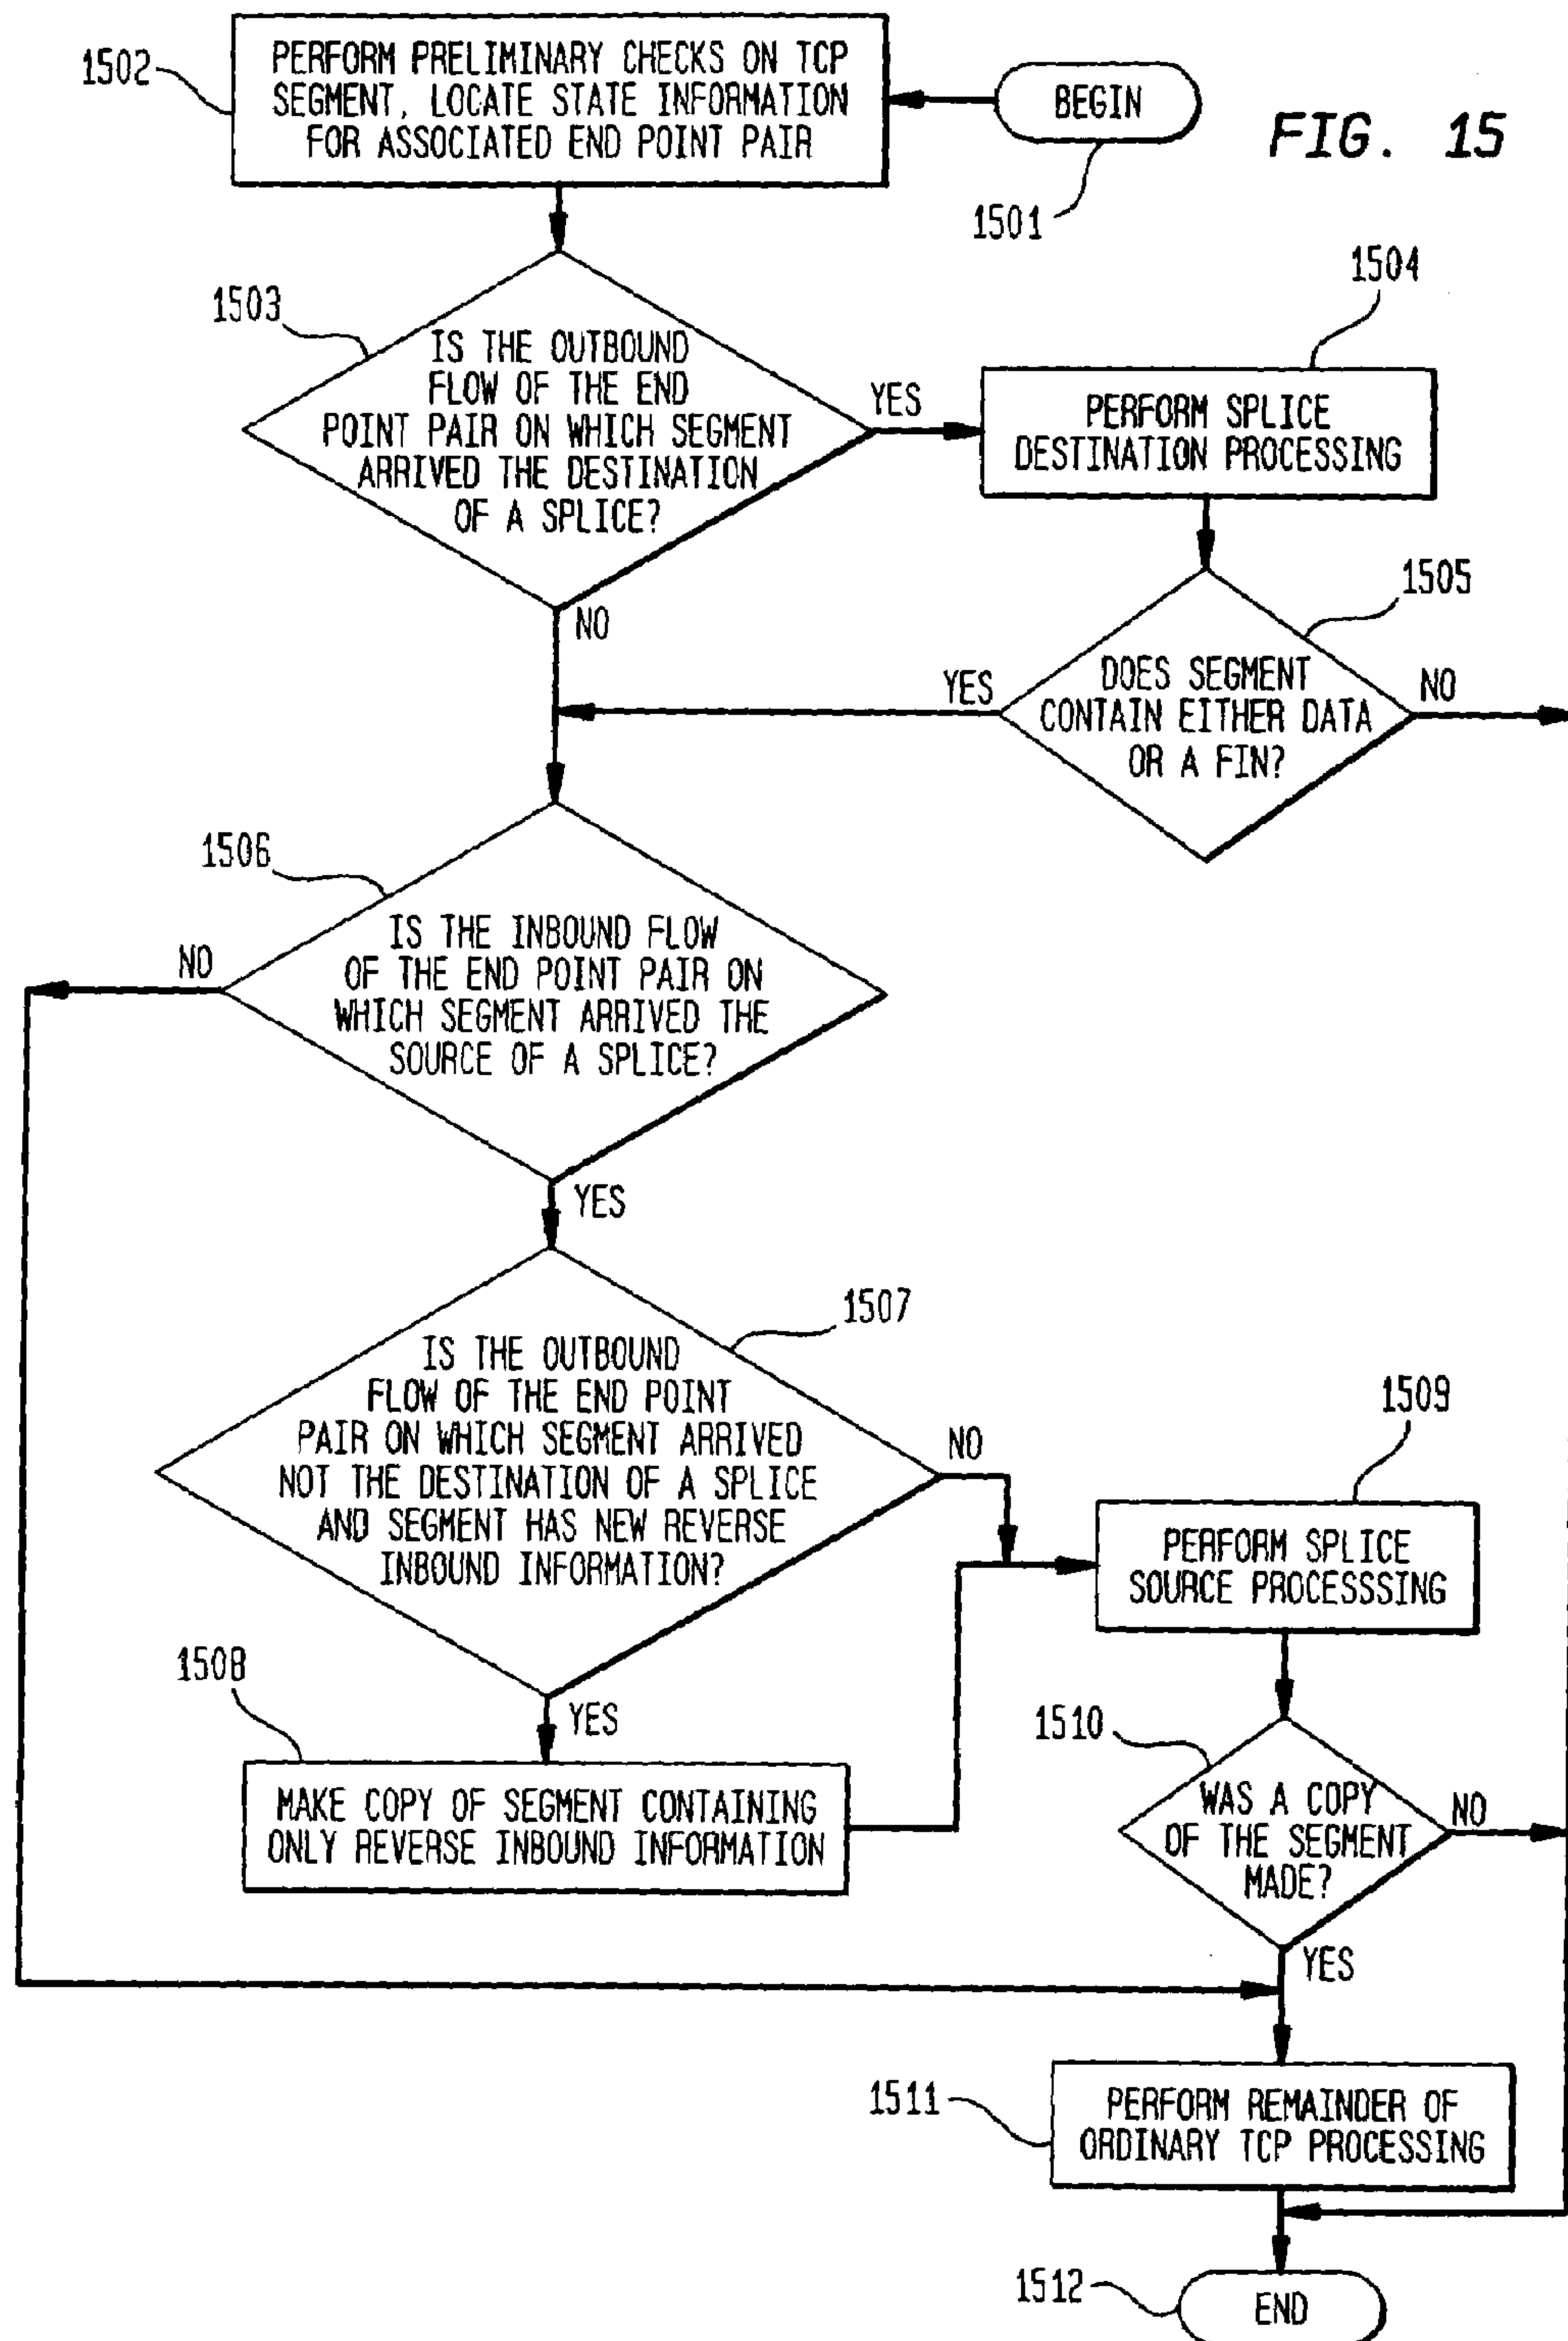 1502
PERFORM PRELIMINARY CHECKS ON TCP
SEGMENT, LOCATE STATE INFORMATION
FOR ASSOCIATED END POINT PAIR
BEGIN
1501
FIG. 15
1503
IS THE OUTBOUND
FLOW OF THE END
POINT PAIR ON WHICH SEGMENT
ARRIVED THE DESTINATION
OF A SPLICE?
YES
NO
1504
PERFORM SPLICE
DESTINATION PROCESSING
1505
DOES SEGMENT
CONTAIN EITHER DATA
OR A FIN?
YES
NO
1506
IS THE INBOUND FLOW
OF THE END POINT PAIR ON
WHICH SEGMENT ARRIVED THE
SOURCE OF A SPLICE?
NO
YES
1507
IS THE OUTBOUND
FLOW OF THE END POINT
PAIR ON WHICH SEGMENT ARRIVED
NOT THE DESTINATION OF A SPLICE
AND SEGMENT HAS NEW REVERSE
INBOUND INFORMATION?
NO
YES
1508
MAKE COPY OF SEGMENT CONTAINING
ONLY REVERSE INBOUND INFORMATION
1509
PERFORM SPLICE
SOURCE PROCESSSING
1510
WAS A COPY
OF THE SEGMENT
MADE?
NO
YES
1511
PERFORM REMAINDER OF
ORDINARY TCP PROCESSING
1512
END